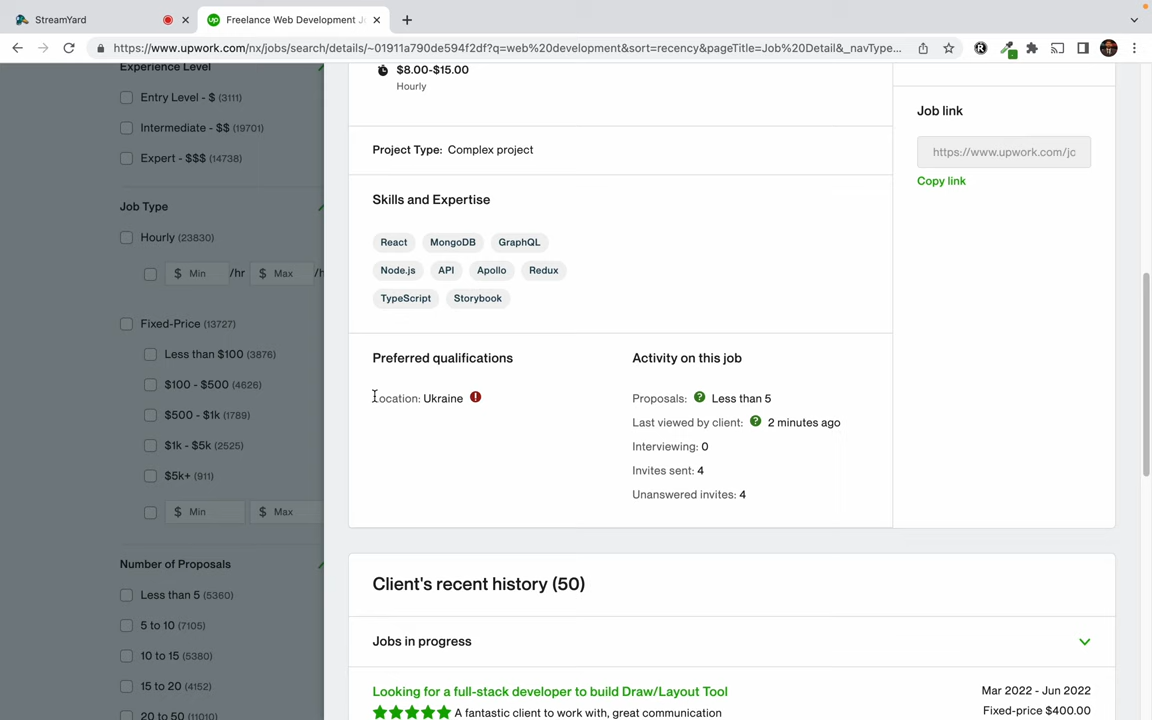 StreamYard
Freelance Web Development J
https://www.upwork.com/nx/jobs/search/details/~01911a790de594f2df?q=web%20development&sort=recency&pageTitle=Job%20Detail&_navType...
Experience Level
Entry Level - $ (3111)
Intermediate - $$ (19701)
Expert - $$$ (14738)
Job Type
Hourly (23830)
$ Min /hr $ Max /h
Fixed-Price (13727)
Less than $100 (3876)
$100 - $500 (4626)
$500 - $1k (1789)
$1k - $5k (2525)
$5k+ (911)
$ Min $ Max
Number of Proposals
Less than 5 (5360)
5 to 10 (7105)
10 to 15 (5380)
15 to 20 (4152)
20 to 50 (11010)
$8.00-$15.00
Hourly
Project Type: Complex project
Skills and Expertise
React MongoDB GraphQL
Node.js API Apollo Redux
TypeScript Storybook
Preferred qualifications
Location: Ukraine
Activity on this job
Proposals: Less than 5
Last viewed by client: 2 minutes ago
Interviewing: 0
Invites sent: 4
Unanswered invites: 4
Job link
https://www.upwork.com/jc
Copy link
Client's recent history (50)
Jobs in progress
Looking for a full-stack developer to build Draw/Layout Tool
Mar 2022 - Jun 2022
A fantastic client to work with, great communication
Fixed-price $400.00